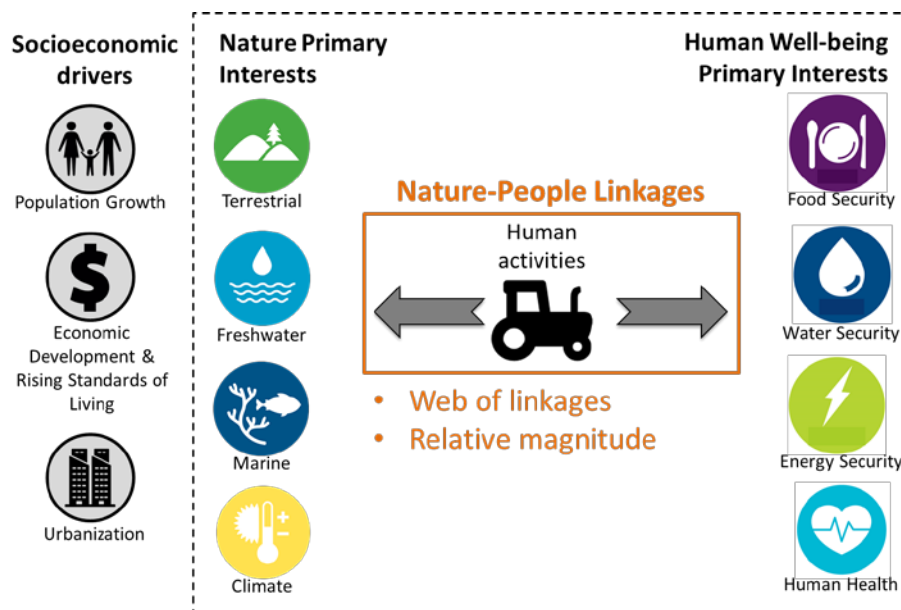 Socioeconomic
drivers
Population Growth
$
Economic
Development &
Rising Standards of
Living
Urbanization
Nature Primary
Interests
Terrestrial
Freshwater
Marine
Climate
Nature-People Linkages
Human
activities
• Web of linkages
• Relative magnitude
Human Well-being
Primary Interests
Food Security
Water Security
Energy Security
Human Health